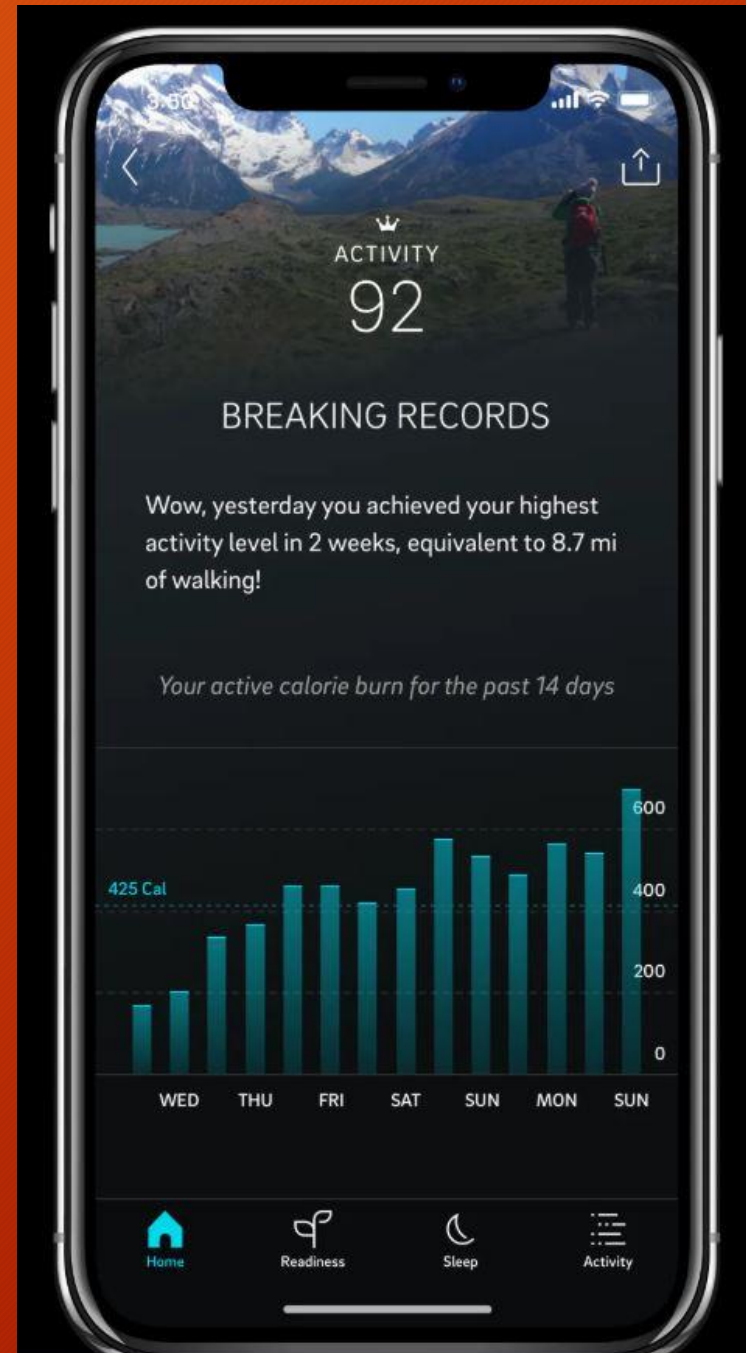 3:50
ACTIVITY
92
BREAKING RECORDS
Wow, yesterday you achieved your highest
activity level in 2 weeks, equivalent to 8.7 mi
of walking!
Your active calorie burn for the past 14 days
600
425 Cal
400
200
0
WED THU FRI SAT SUN MON SUN
Home Readiness Sleep Activity